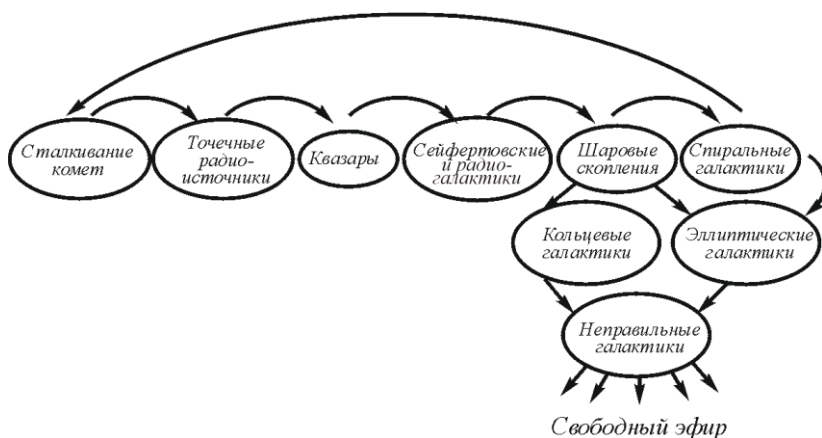 Сталкивание
комет
Точечные
радио-
источники
Квазары
Сейфертовские
и радио-
галактики
Шаровые
скопления
Спиральные
галактики
Кольцевые
галактики
Эллиптические
галактики
Неправильные
галактики
Свободный эфир